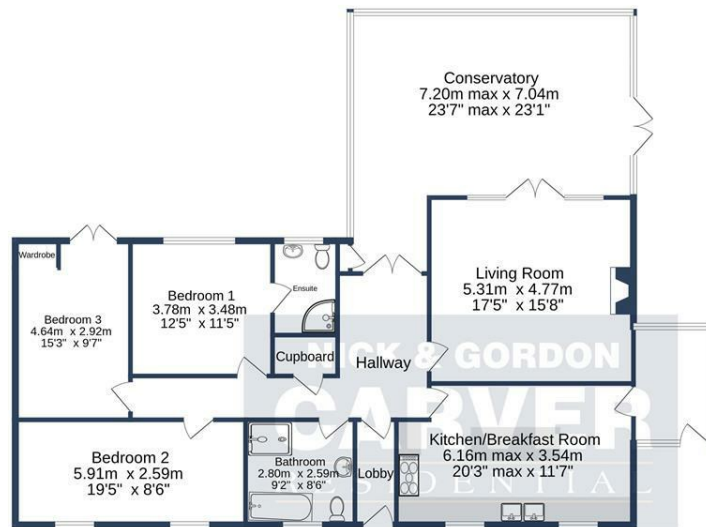 Conservatory
7.20m max x 7.04m
23'7" max x 23'1"
Wardrobe
Bedroom 3
4.64m x 2.92m
15'3" x 9'7"
Bedroom 1
3.78m x 3.48m
12'5" x 11'5"
Ensuite
Living Room
5.31m x 4.77m
17'5" x 15'8"
Cupboard
Hallway
NICK & GORDON
CARVER
RESIDENTIAL
Bedroom 2
5.91m x 2.59m
19'5" x 8'6"
Bathroom
2.80m x 2.59m
9'2" x 8'6"
Lobby
Kitchen/Breakfast Room
6.16m max x 3.54m
20'3" max x 11'7"